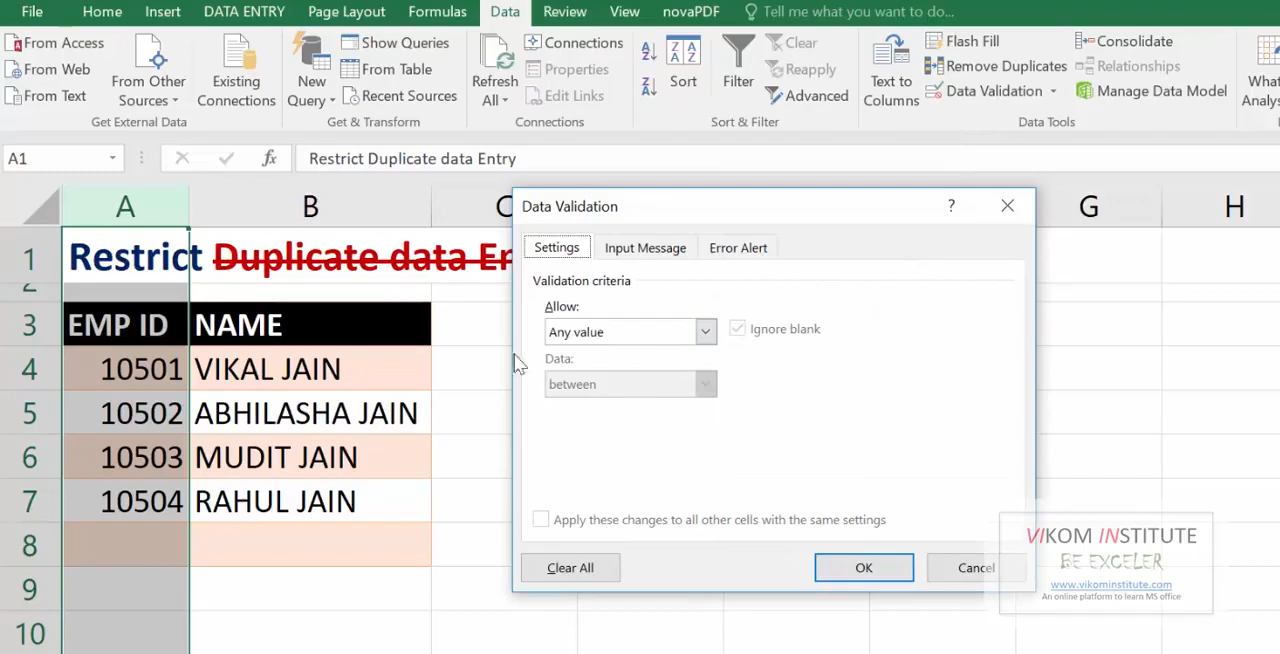 File Home Insert DATA ENTRY Page Layout Formulas Data Review View novaPDF Tell me what you want to do...
From Access
From Web
From Text
From Other
Sources
Existing
Connections
Get External Data
New
Query
Show Queries
From Table
Recent Sources
Get & Transform
Refresh
All
Connections
Properties
Edit Links
Connections
Sort
Filter
Clear
Reapply
Advanced
Sort & Filter
Text to
Columns
Flash Fill
Remove Duplicates
Data Validation
Consolidate
Relationships
Manage Data Model
Data Tools
What
Analys
A1 fx Restrict Duplicate data Entry
A B C G H
1 Restrict Duplicate data Er
2
3 EMP ID NAME
4 10501 VIKAL JAIN
5 10502 ABHILASHA JAIN
6 10503 MUDIT JAIN
7 10504 RAHUL JAIN
8
9
10
Data Validation ?
Settings Input Message Error Alert
Validation criteria
Allow:
Any value Ignore blank
Data:
between
Apply these changes to all other cells with the same settings
Clear All OK Cancel
VIKOM INSTITUTE
BE EXCELER
www.vikominstitute.com
An online platform to learn MS office